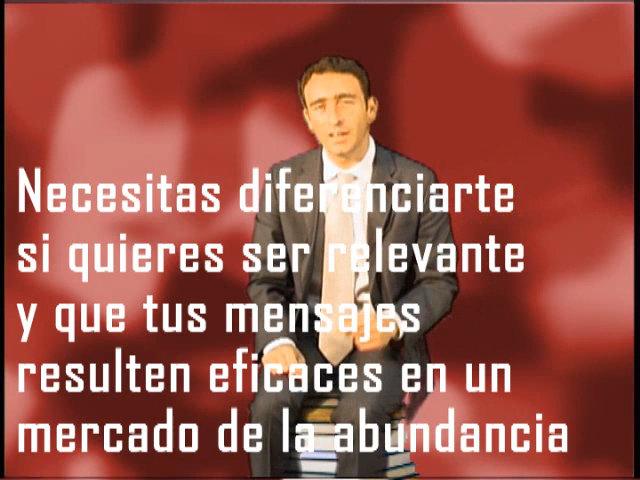 Necesitas diferenciarte
si quieres ser relevante
y que tus mensajes
resulten eficaces en un
mercado de la abundancia